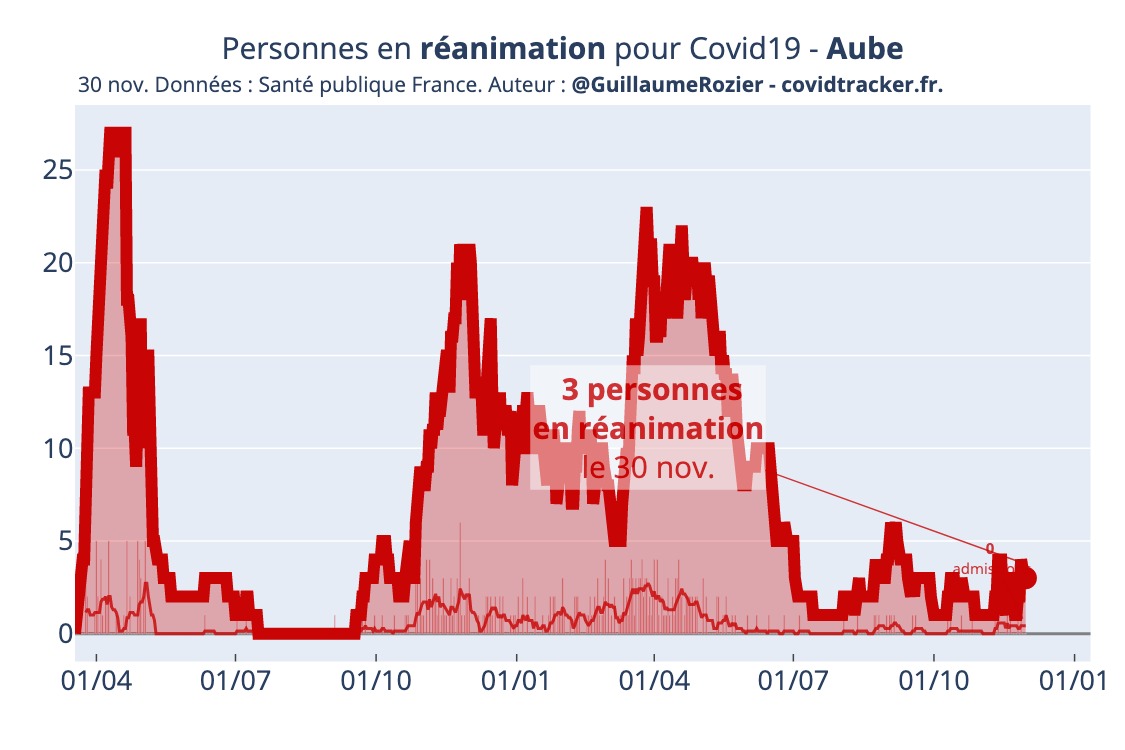 Personnes en réanimation pour Covid19 - Aube
30 nov. Données : Santé publique France. Auteur : @GuillaumeRozier - covidtracker.fr.
25
20
15
10
5
0
3 personnes
en réanimation
le 30 nov.
0
01/04 01/07 01/10 01/01 01/04 01/07 01/10 01/01